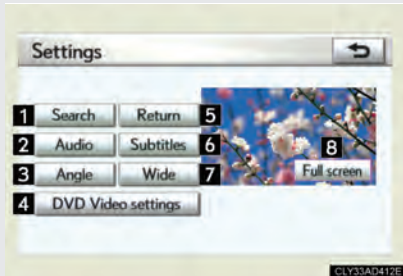 Settings
1 Search Return 5
2 Audio Subtitles 6
8
3 Angle Wide 7 Full screen
4 DVD Video settings
CLY33AD412E